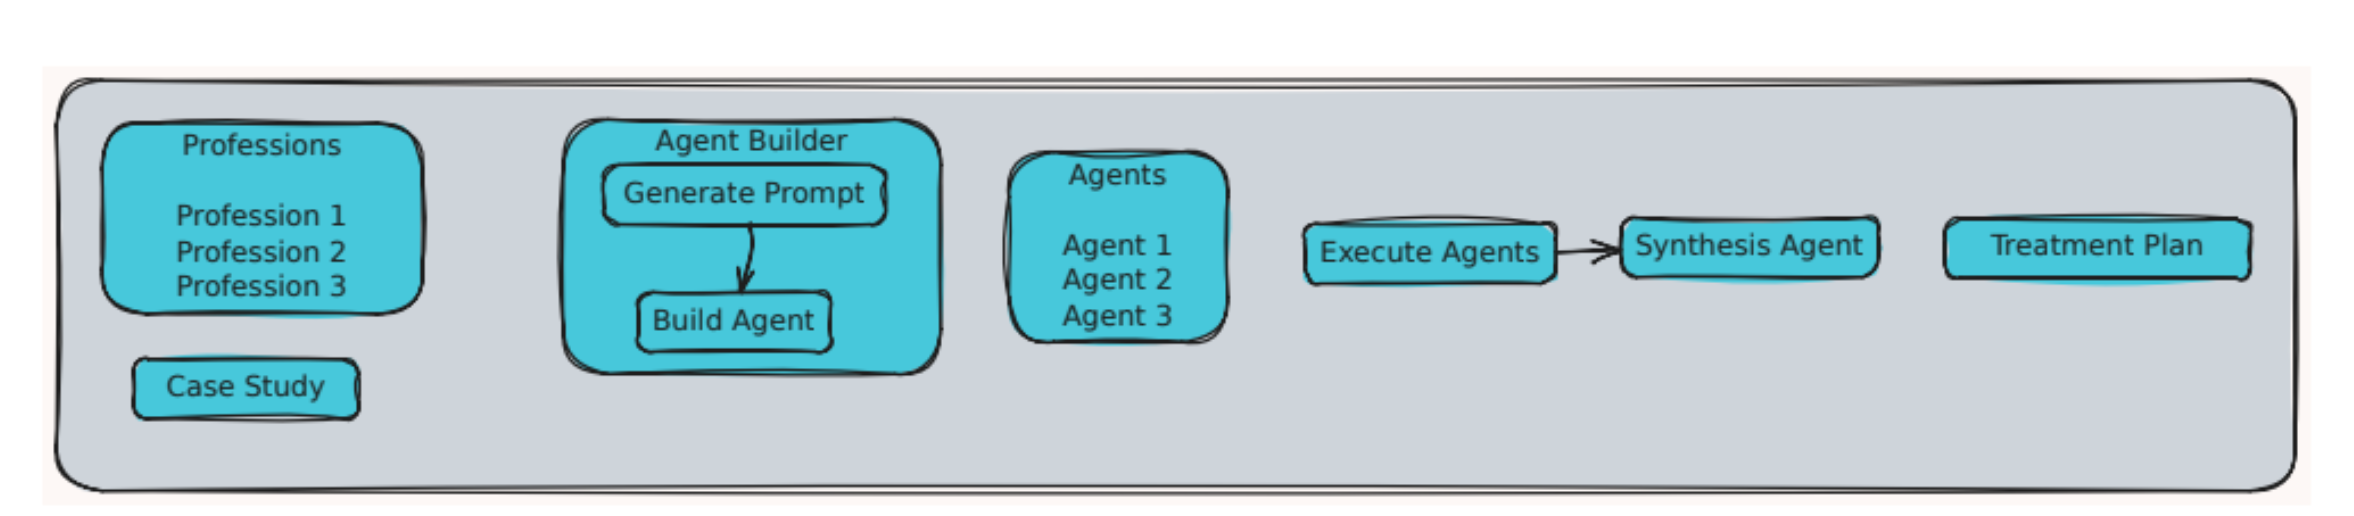 Professions
Profession 1
Profession 2
Profession 3
Case Study
Agent Builder
Generate Prompt
Build Agent
Agents
Agent 1
Agent 2
Agent 3
Execute Agents
Synthesis Agent
Treatment Plan